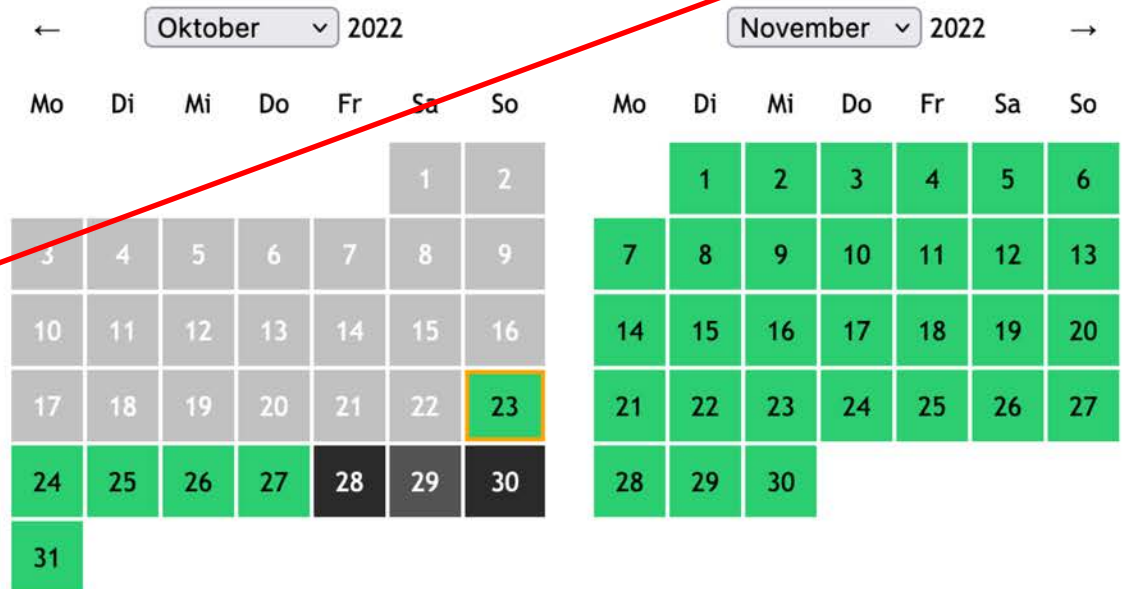 ← Oktober 2022 November 2022 →
Mo Di Mi Do Fr Sa So Mo Di Mi Do Fr Sa So
1 2 1 2 3 4 5 6
3 4 5 6 7 8 9 7 8 9 10 11 12 13
10 11 12 13 14 15 16 14 15 16 17 18 19 20
17 18 19 20 21 22 23 21 22 23 24 25 26 27
24 25 26 27 28 29 30 28 29 30
31